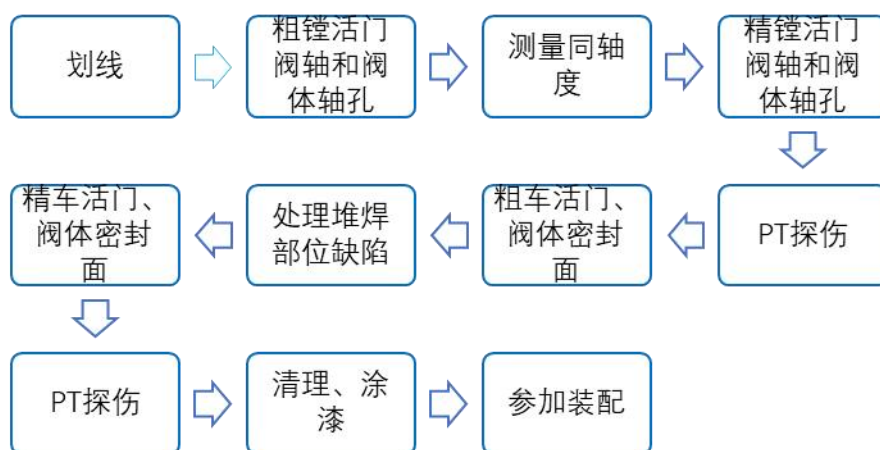 划线
粗镗活门
阀轴和阀
体轴孔
测量同轴
度
精镗活门
阀轴和阀
体轴孔
PT探伤
粗车活门、
阀体密封
面
处理堆焊
部位缺陷
精车活门、
阀体密封
面
PT探伤
清理、涂
漆
参加装配